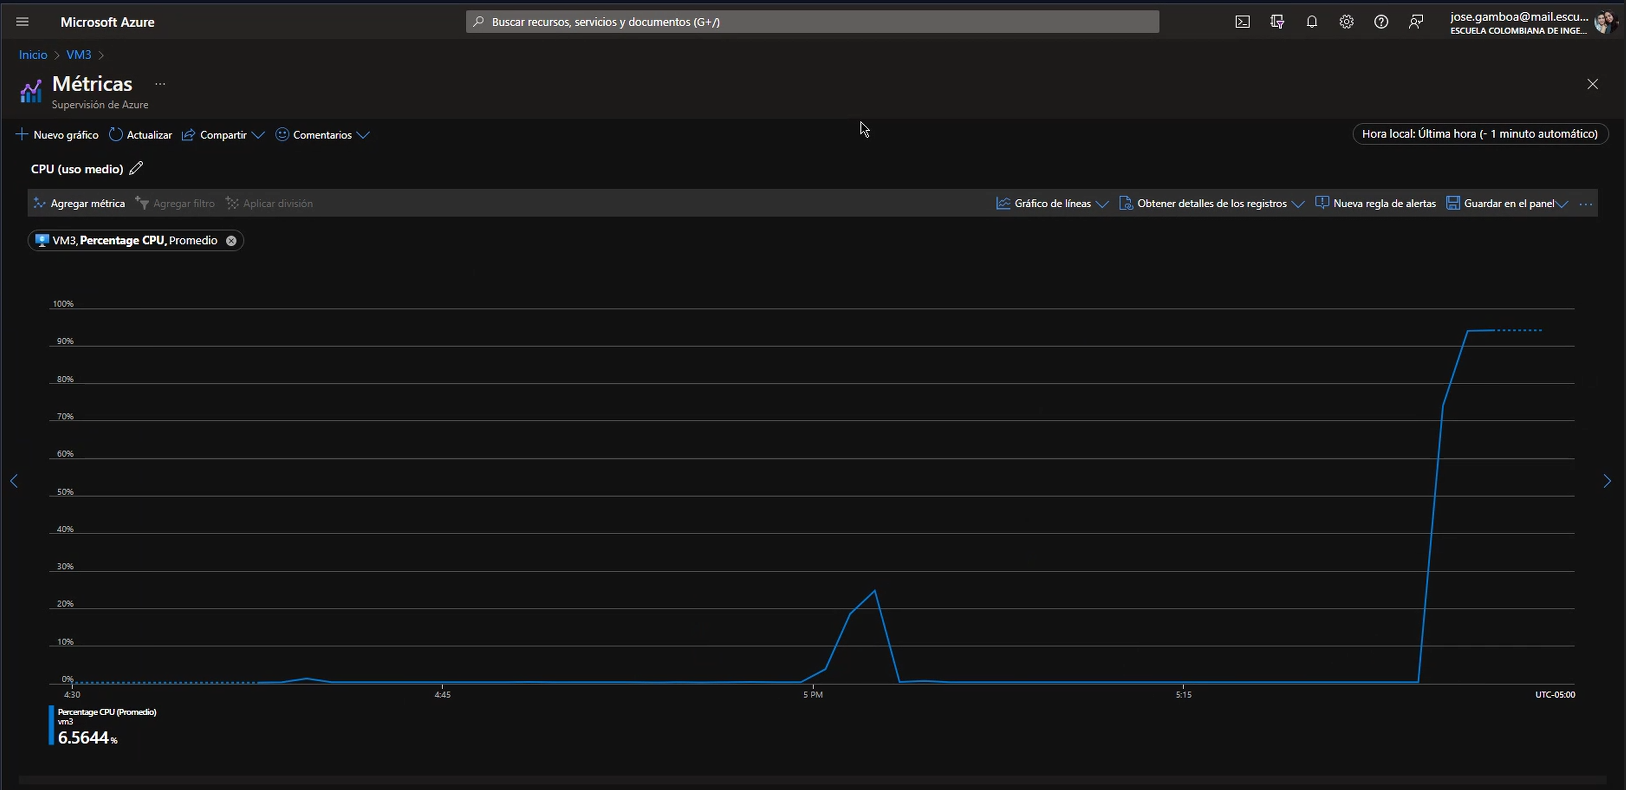 Microsoft Azure
Buscar recursos, servicios y documentos (G+/)
jose.gamboa@mail.escu...
ESCUELA COLOMBIANA DE INGE...
Inicio > VM3 >
Métricas ...
Supervisión de Azure
Nuevo gráfico Actualizar Compartir Comentarios
Hora local: Última hora (- 1 minuto automático)
CPU (uso medio)
Agregar métrica Agregar filtro Aplicar división Gráfico de líneas Obtener detalles de los registros Nueva regla de alertas Guardar en el panel ...
VM3, Percentage CPU, Promedio
100%
90%
80%
70%
60%
50%
40%
30%
20%
10%
0%
4:30 4:45 5 PM 5:15 UTC-05:00
Percentage CPU (Promedio)
vm3
6.5644 %